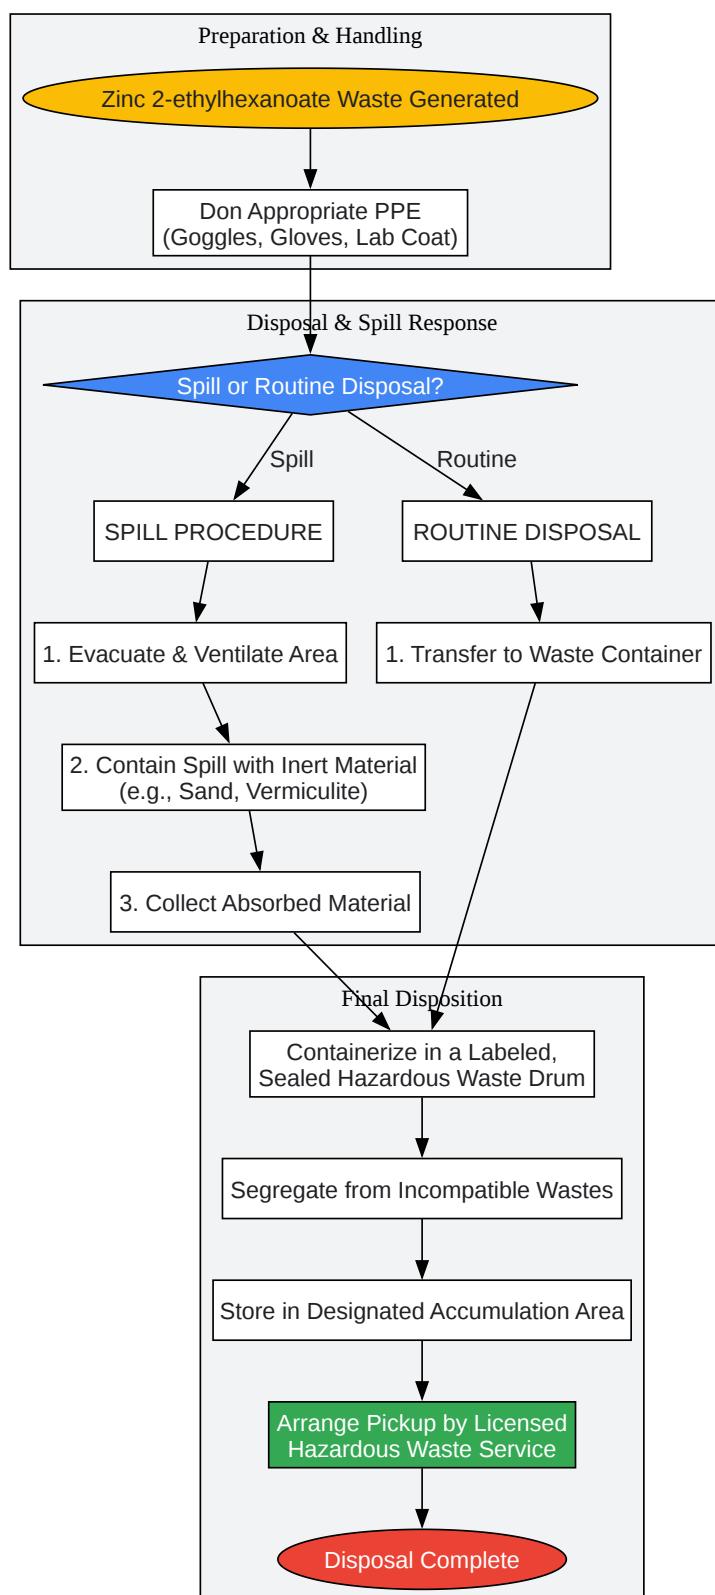 Preparation & Handling
Zinc 2-ethylhexanoate Waste Generated
Don Appropriate PPE
(Goggles, Gloves, Lab Coat)
Disposal & Spill Response
Spill or Routine Disposal?
Spill
Routine
SPILL PROCEDURE
ROUTINE DISPOSAL
1. Evacuate & Ventilate Area
1. Transfer to Waste Container
2. Contain Spill with Inert Material
(e.g., Sand, Vermiculite)
3. Collect Absorbed Material
Final Disposition
Containerize in a Labeled,
Sealed Hazardous Waste Drum
Segregate from Incompatible Wastes
Store in Designated Accumulation Area
Arrange Pickup by Licensed
Hazardous Waste Service
Disposal Complete